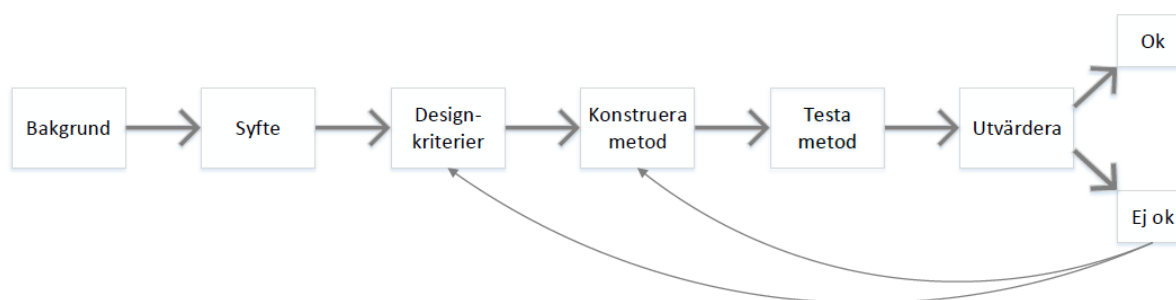 Bakgrund
Syfte
Design-
kriterier
Konstruera
metod
Testa
metod
Utvärdera
Ok
Ej ok